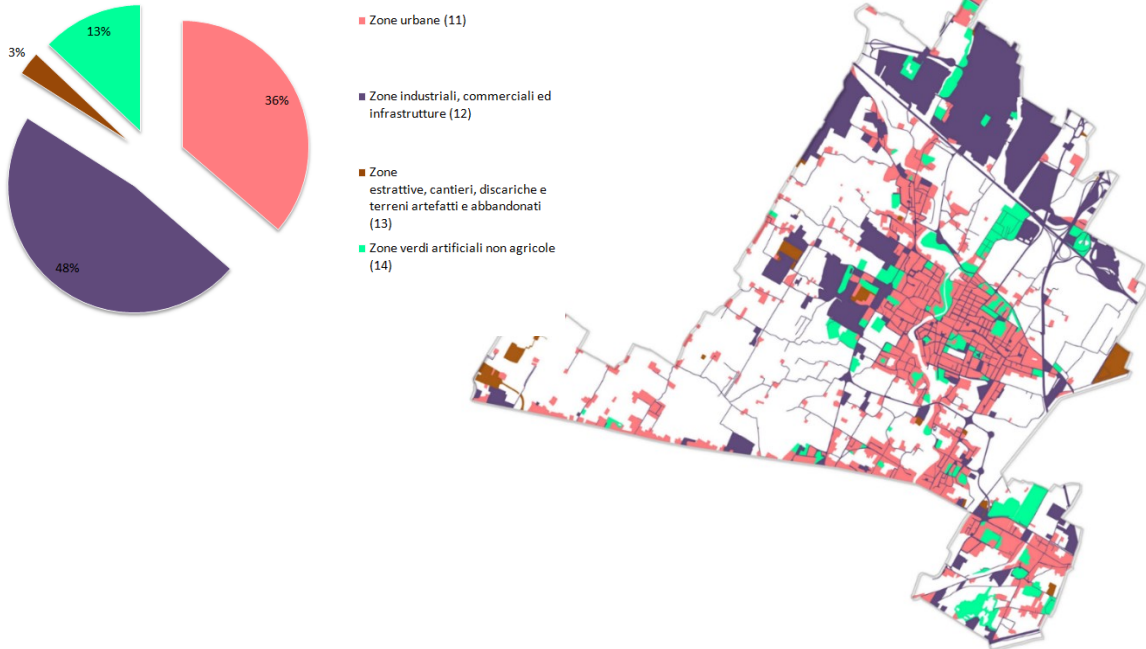 13%
3%
36%
48%
Zone urbane (11)
Zone industriali, commerciali ed
infrastrutture (12)
Zone
estrattive, cantieri, discariche e
terreni artefatti e abbandonati
(13)
Zone verdi artificiali non agricole
(14)